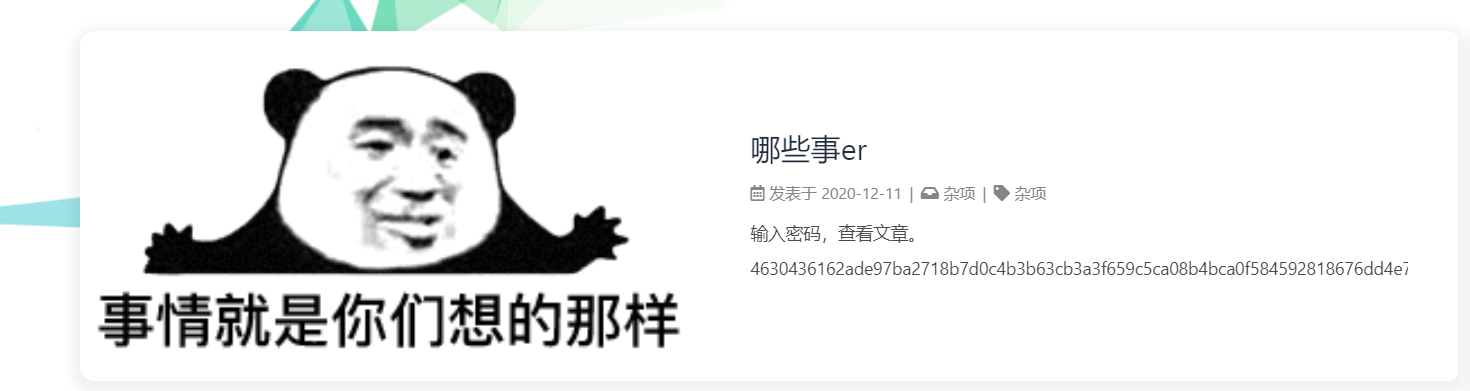 事情就是你们想的那样
哪些事er
发表于 2020-12-11 | 杂项 | 杂项
输入密码，查看文章。
4630436162ade97ba2718b7d0c4b3b63cb3a3f659c5ca08b4bca0f584592818676dd4e7